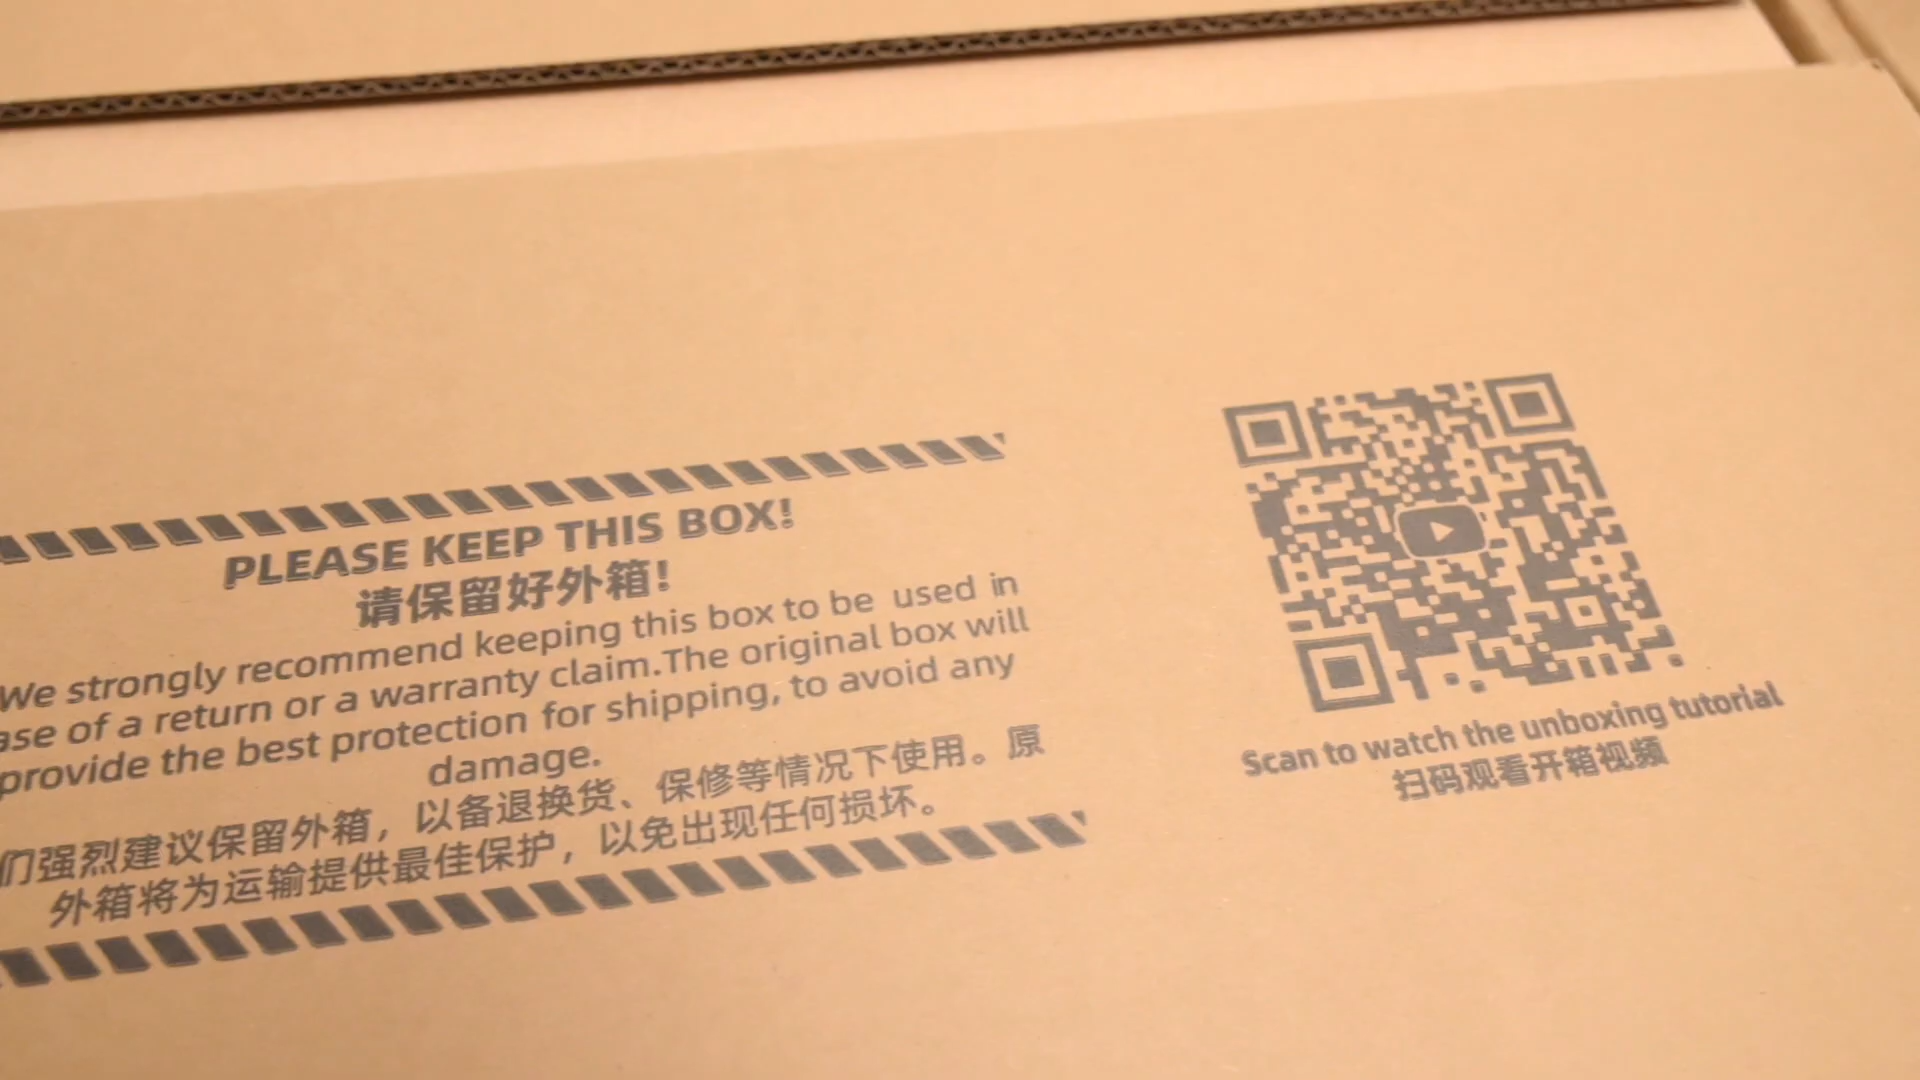 PLEASE KEEP THIS BOX!
请保留好外箱!
We strongly recommend keeping this box to be used in
ase of a return or a warranty claim.The original box will
provide the best protection for shipping, to avoid any
damage.
们强烈建议保留外箱，以备退换货、保修等情况下使用。原
外箱将为运输提供最佳保护，以免出现任何损坏。
Scan to watch the unboxing tutorial
扫码观看开箱视频